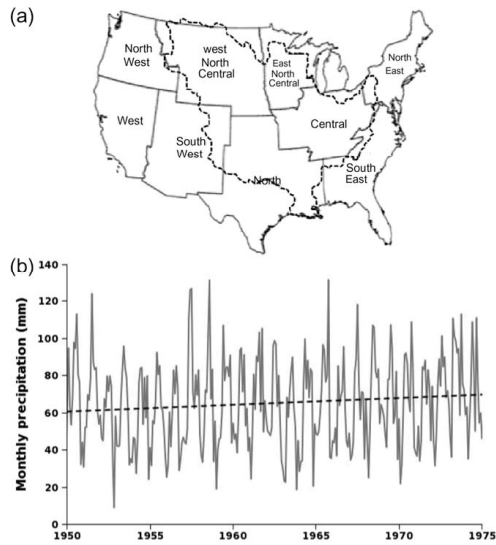 (a)
North
West
west
North
Central
East
North
Central
North
East
West
South
West
Central
South
East
North
(b)
Monthly precipitation (mm)
140
120
100
80
60
40
20
0
1950
1955
1960
1965
1970
1975